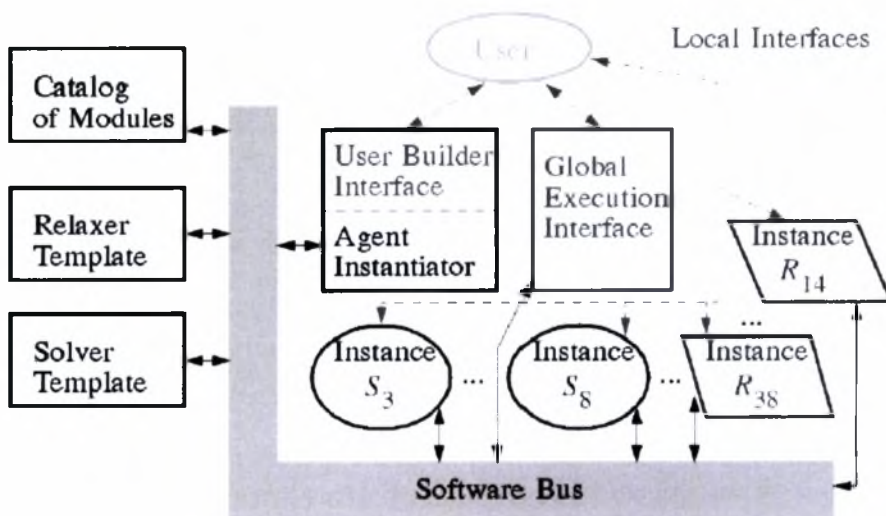 User
Local Interfaces
Catalog
of Modules
User Builder
Interface
Global
Execution
Interface
Relaxer
Template
Agent
Instantiator
Instance
R14
...
Solver
Template
Instance
S3
...
Instance
S8
...
Instance
R38
Software Bus